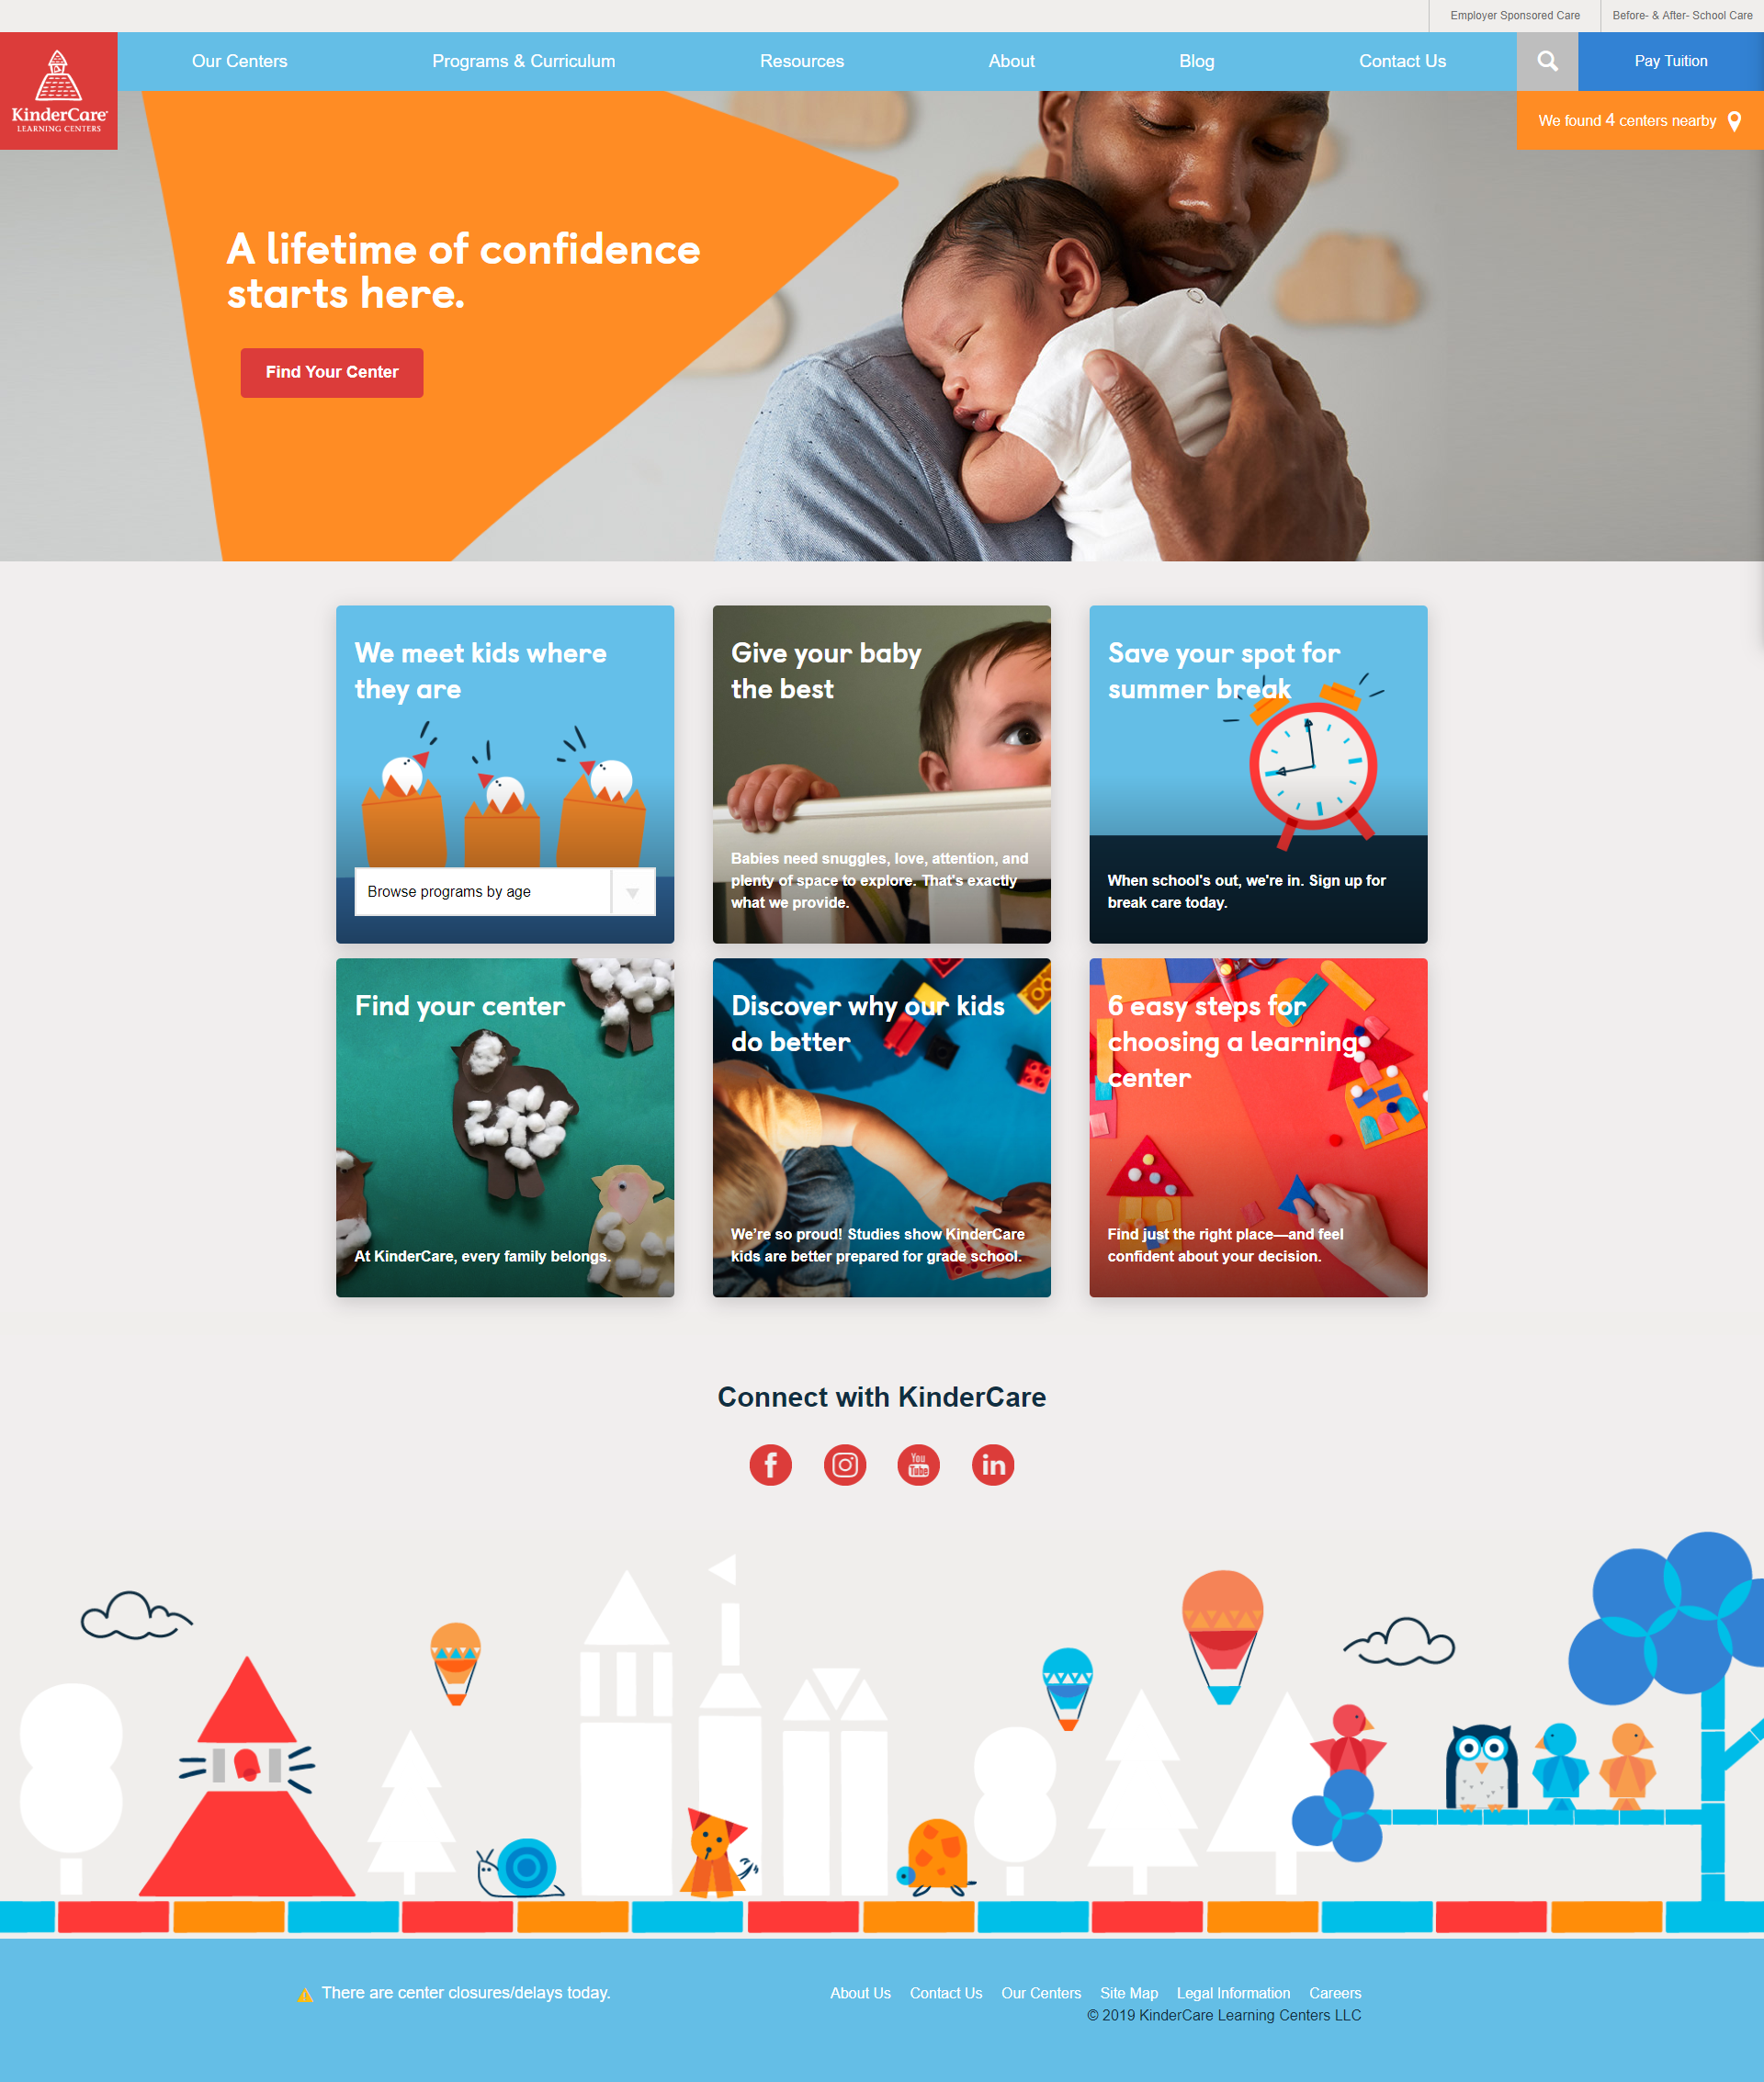 Employer Sponsored Care
Before- & After- School Care
KinderCare
LEARNING CENTERS
Our Centers
Programs & Curriculum
Resources
About
Blog
Contact Us
Pay Tuition
We found 4 centers nearby
A lifetime of confidence
starts here.
Find Your Center
We meet kids where
they are
Browse programs by age
Give your baby
the best
Babies need snuggles, love, attention, and
plenty of space to explore. That's exactly
what we provide.
Save your spot for
summer break
When school's out, we're in. Sign up for
break care today.
Find your center
At KinderCare, every family belongs.
Discover why our kids
do better
We're so proud! Studies show KinderCare
kids are better prepared for grade school.
6 easy steps for
choosing a learning
center
Find just the right place—and feel
confident about your decision.
Connect with KinderCare
f
You
Tube
in
There are center closures/delays today.
About Us
Contact Us
Our Centers
Site Map
Legal Information
Careers
© 2019 KinderCare Learning Centers LLC